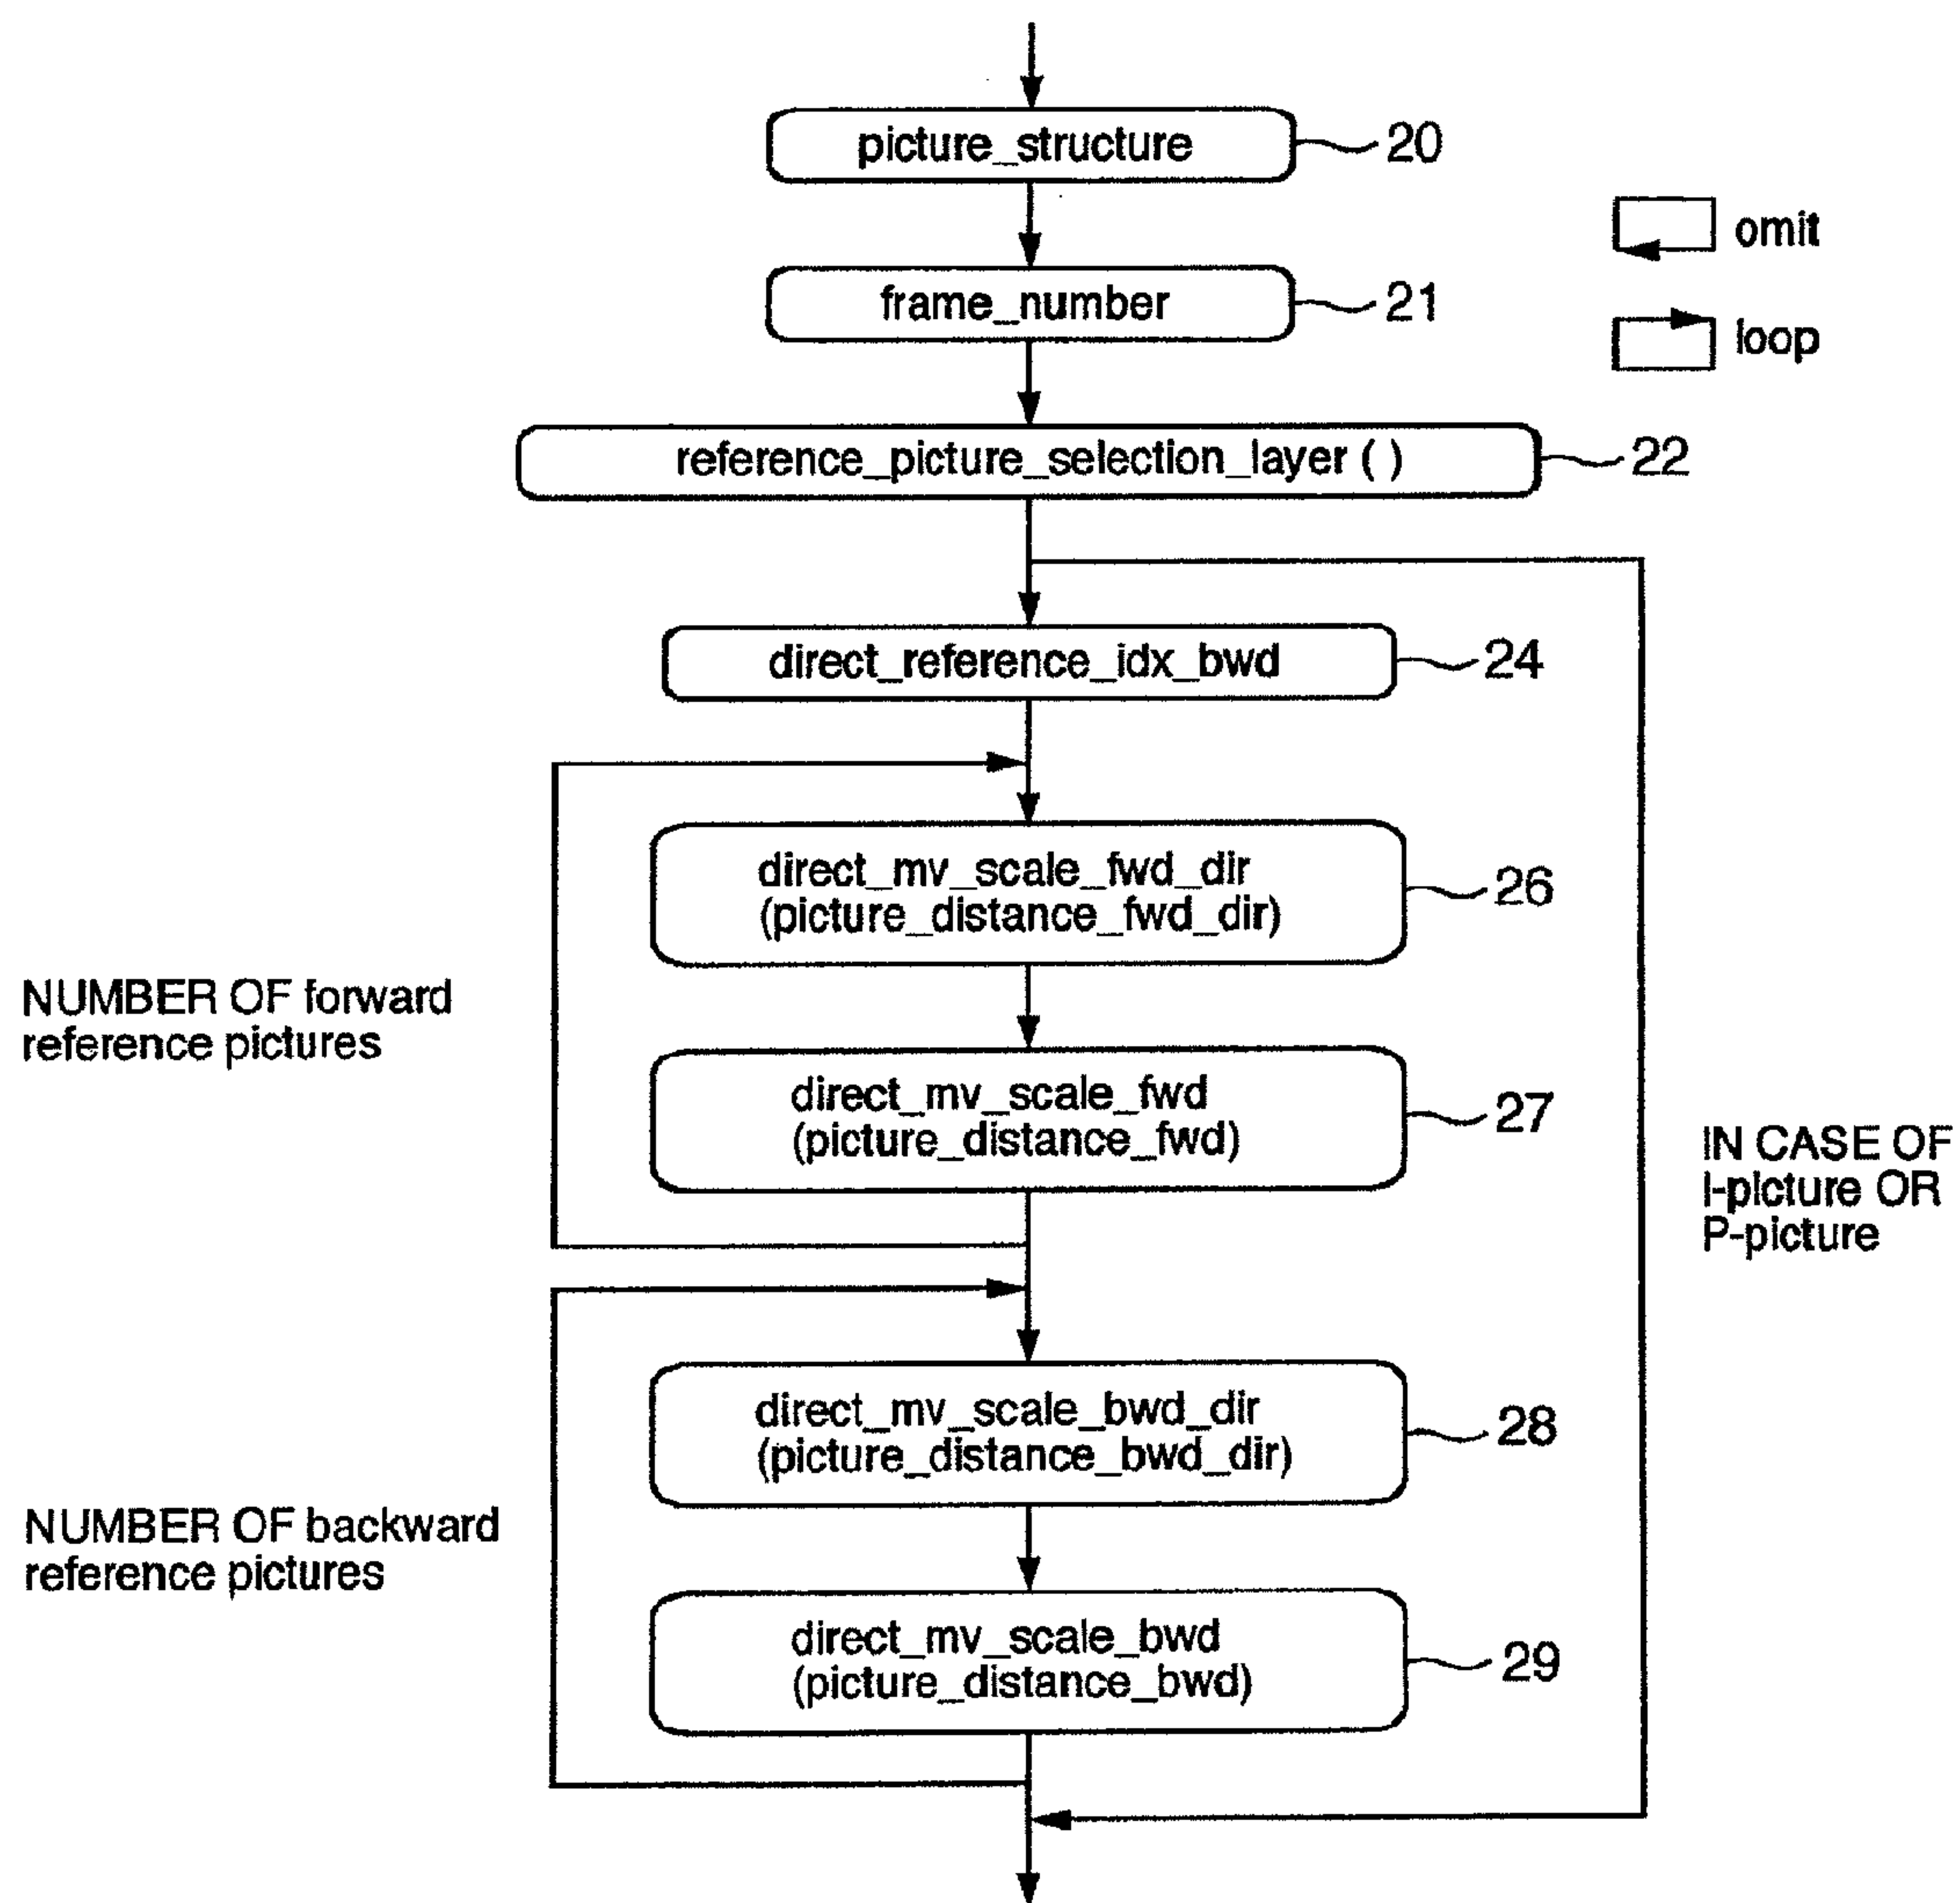 picture_structure
20
omit
frame_number
21
loop
reference_picture_selection_layer ( )
22
direct_reference_idx_bwd
24
direct_mv_scale_fwd_dir
(picture_distance_fwd_dir)
26
NUMBER OF forward
reference pictures
direct_mv_scale_fwd
(picture_distance_fwd)
27
IN CASE OF
I-picture OR
P-picture
direct_mv_scale_bwd_dir
(picture_distance_bwd_dir)
28
NUMBER OF backward
reference pictures
direct_mv_scale_bwd
(picture_distance_bwd)
29